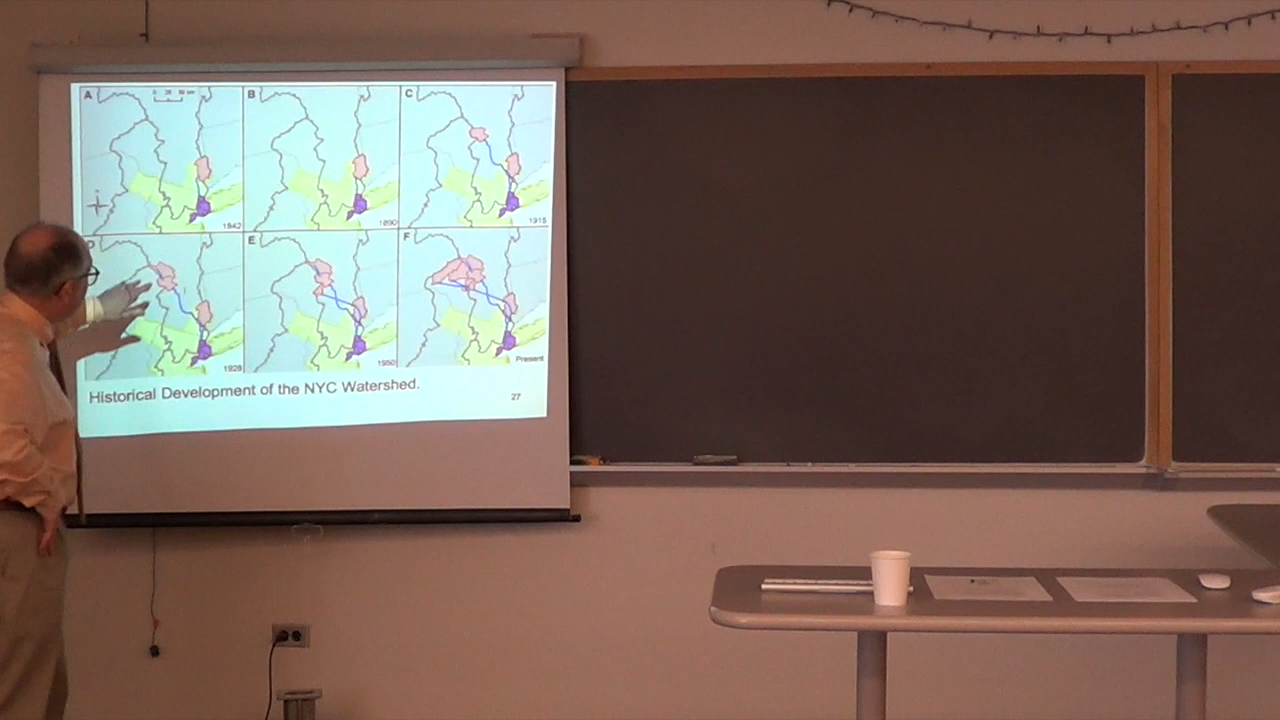 A
B
C
1842
1890
1915
D
E
F
1928
1950
Present
Historical Development of the NYC Watershed.
27